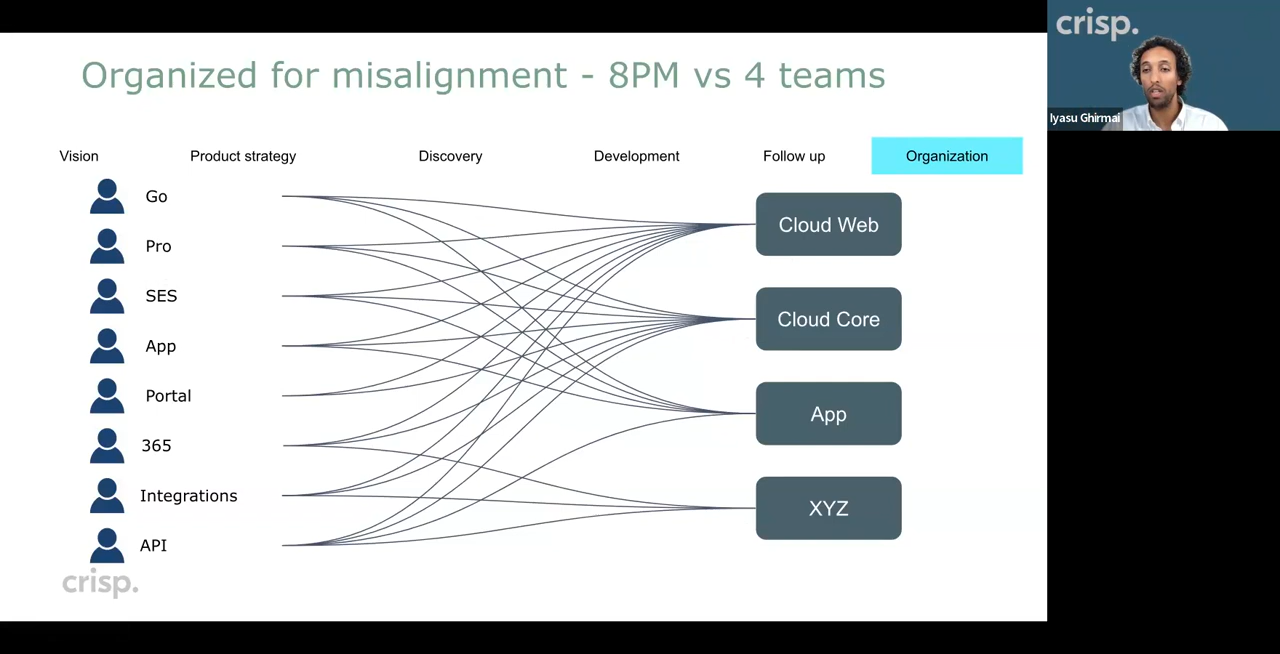 crisp.
Iyasu Ghirmai
Organized for misalignment - 8PM vs 4 teams
Vision
Product strategy
Discovery
Development
Follow up
Organization
Go
Pro
SES
App
Portal
365
Integrations
API
Cloud Web
Cloud Core
App
XYZ
crisp.